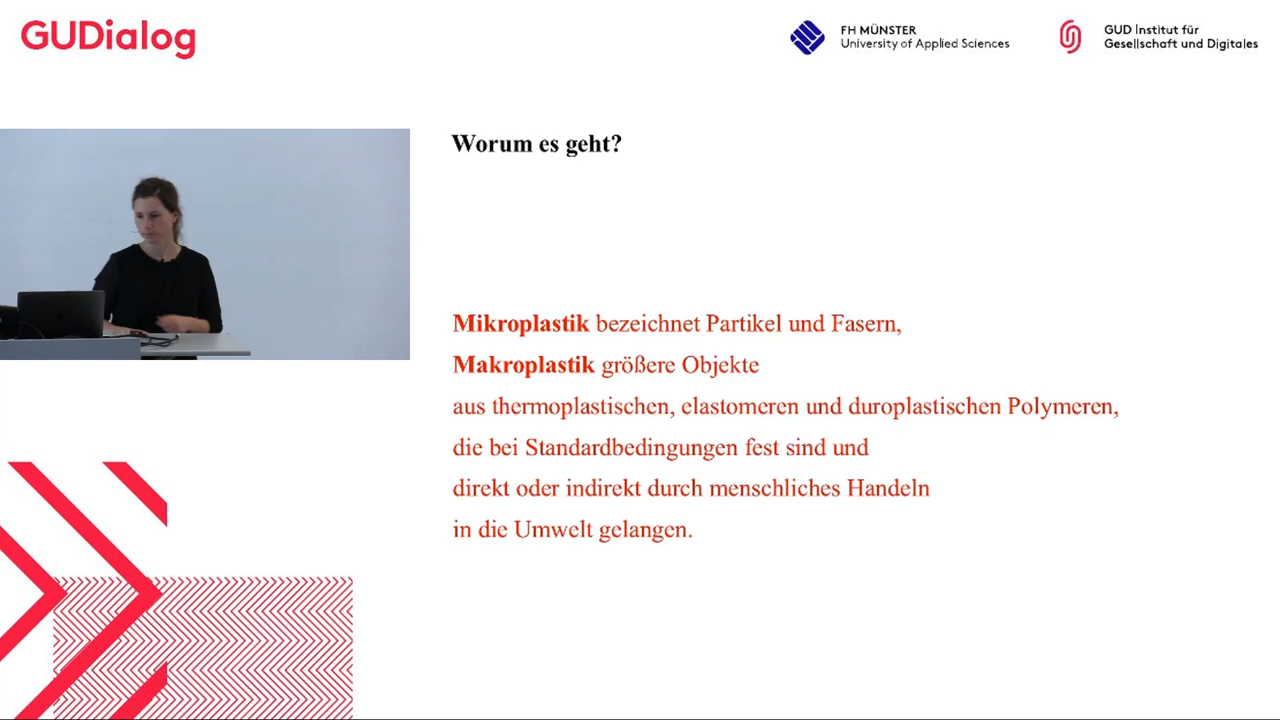 GUDialog
FH MÜNSTER
University of Applied Sciences
GUD Institut für
Gesellschaft und Digitales
Worum es geht?
Mikroplastik bezeichnet Partikel und Fasern,
Makroplastik größere Objekte
aus thermoplastischen, elastomeren und duroplastischen Polymeren,
die bei Standardbedingungen fest sind und
direkt oder indirekt durch menschliches Handeln
in die Umwelt gelangen.